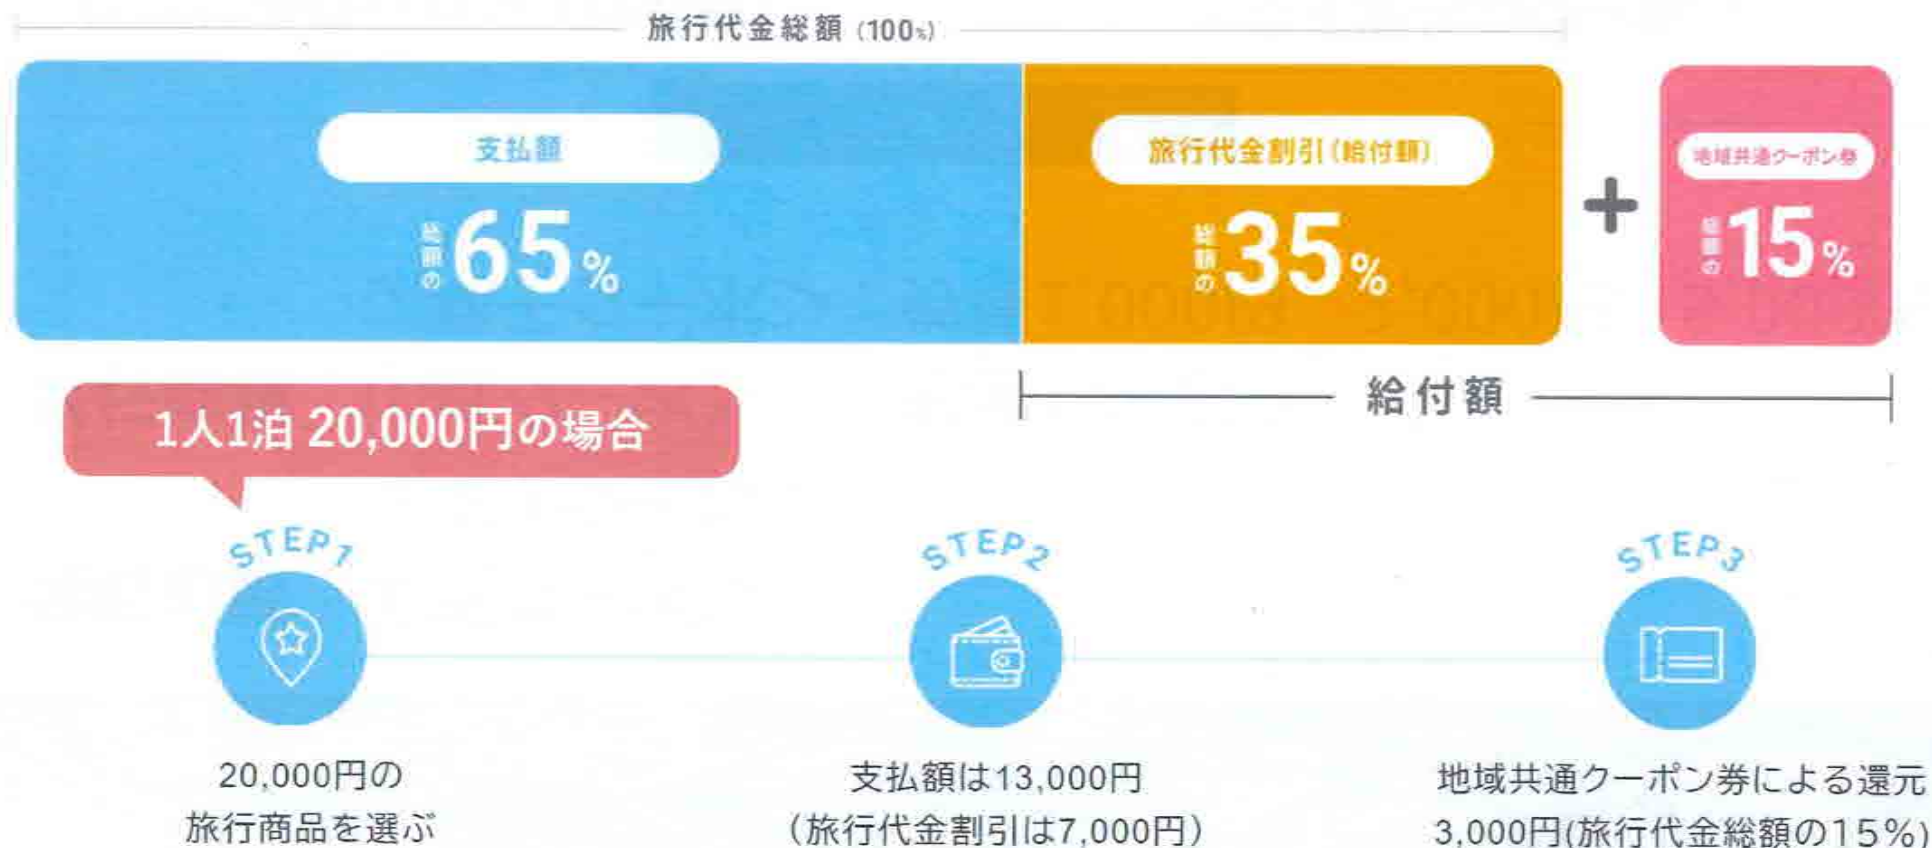 旅行代金総額 (100%)
支払額
総額の65%
旅行代金割引(給付額)
総額の35%
+
地域共通クーポン券
総額の15%
給付額
1人1泊 20,000円の場合
STEP1
20,000円の
旅行商品を選ぶ
STEP2
支払額は13,000円
(旅行代金割引は7,000円)
STEP3
地域共通クーポン券による還元
3,000円(旅行代金総額の15%)